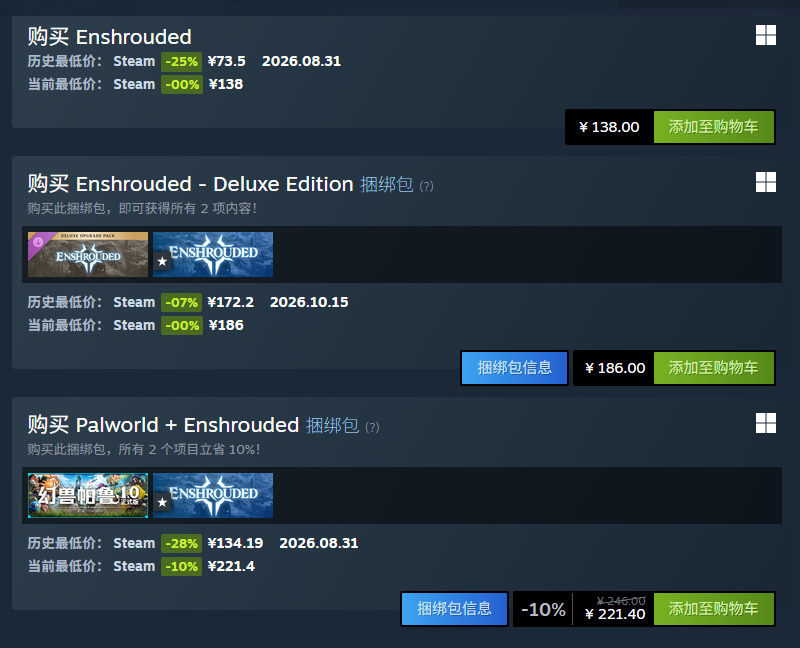 购买 Enshrouded
历史最低价： Steam -25% ¥73.5 2026.08.31
当前最低价： Steam -00% ¥138
¥ 138.00 添加至购物车
购买 Enshrouded - Deluxe Edition 捆绑包 (?)
购买此捆绑包，即可获得所有 2 项内容！
DELUXE UPGRADE PACK
ENSHROUDED ENSHROUDED
历史最低价： Steam -07% ¥172.2 2026.10.15
当前最低价： Steam -00% ¥186
捆绑包信息 ¥ 186.00 添加至购物车
购买 Palworld + Enshrouded 捆绑包 (?)
购买此捆绑包，所有 2 个项目立省 10%！
幻兽帕鲁 1.0 正式版 ENSHROUDED
历史最低价： Steam -28% ¥134.19 2026.08.31
当前最低价： Steam -10% ¥221.4
捆绑包信息 -10% ¥ 246.00 ¥ 221.40 添加至购物车